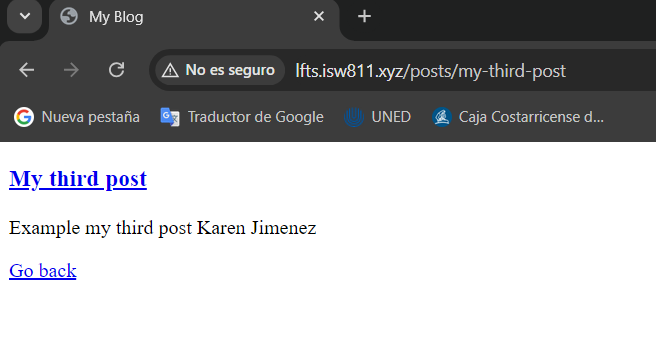 My Blog
No es seguro lfts.isw811.xyz/posts/my-third-post
Nueva pestaña Traductor de Google UNED Caja Costarricense d...
My third post
Example my third post Karen Jimenez
Go back